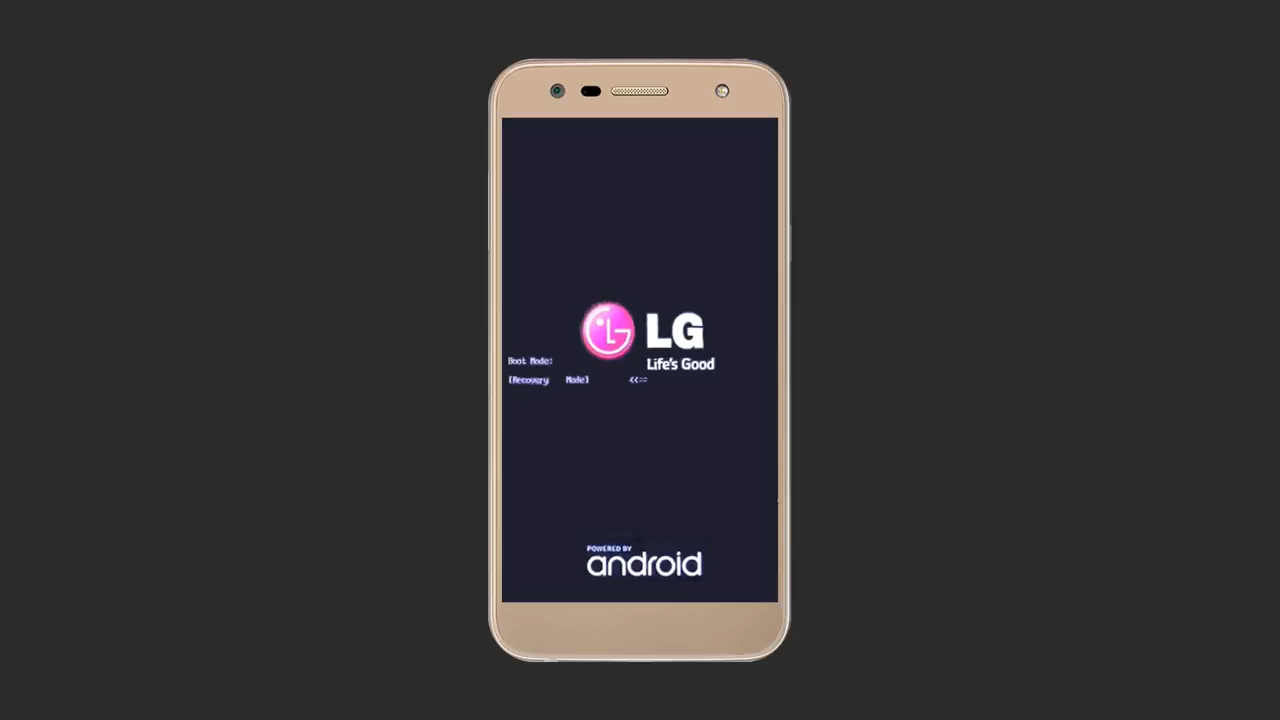 LG
Life's Good
Boot Mode:
[Recovery Mode] <<==
POWERED BY
android